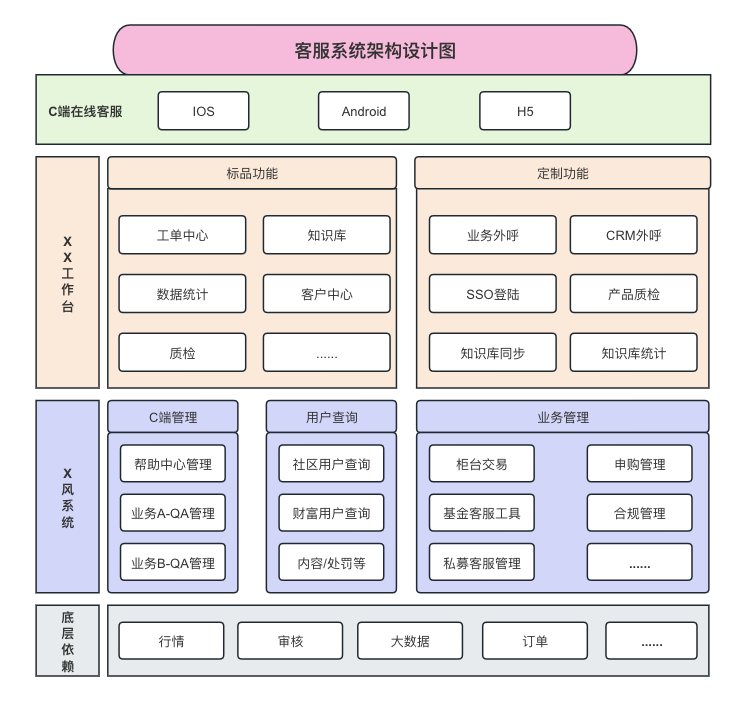 客服系统架构设计图
C端在线客服
IOS
Android
H5
X
X
工
作
台
标品功能
工单中心
知识库
数据统计
客户中心
质检
......
定制功能
业务外呼
CRM外呼
SSO登陆
产品质检
知识库同步
知识库统计
X
风
系
统
C端管理
帮助中心管理
业务A-QA管理
业务B-QA管理
用户查询
社区用户查询
财富用户查询
内容/处罚等
业务管理
柜台交易
申购管理
基金客服工具
合规管理
私募客服管理
......
底
层
依
赖
行情
审核
大数据
订单
......